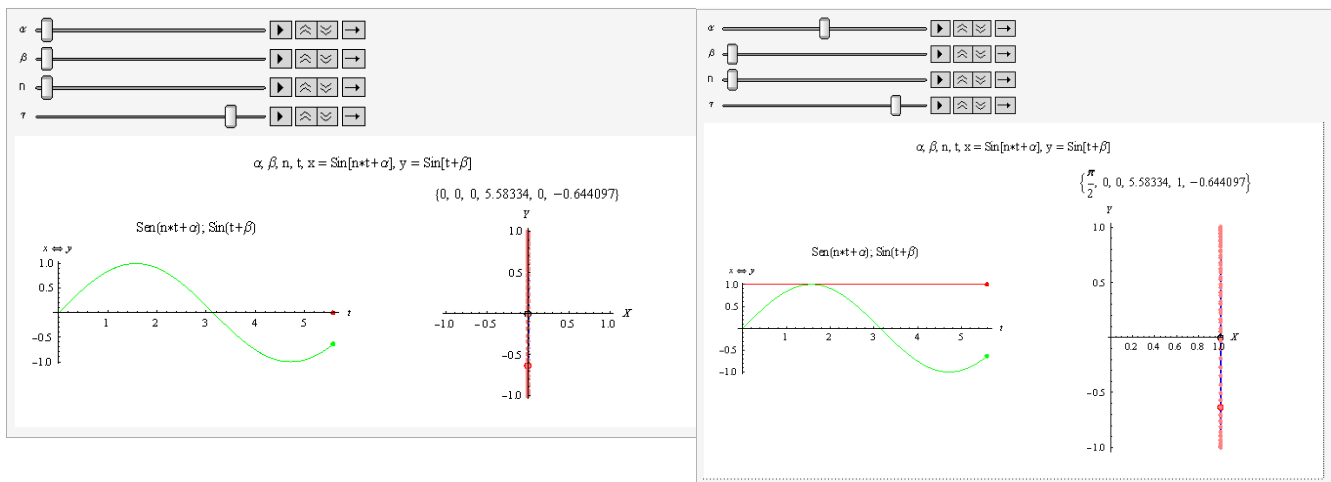 α
β
n
τ
α, β, n, t, x = Sin[n*t+α], y = Sin[t+β]
{0, 0, 0, 5.58334, 0, −0.644097}
Sen(n*t+α); Sin(t+β)
x ⇔ y
1.0
0.5
−0.5
−1.0
1 2 3 4 5 t
Y
1.0
0.5
−0.5
−1.0
−1.0 −0.5 0.5 1.0 X
α
β
n
τ
α, β, n, t, x = Sin[n*t+α], y = Sin[t+β]
{π/2, 0, 0, 5.58334, 1, −0.644097}
Sen(n*t+α); Sin(t+β)
x ⇔ y
1.0
0.5
−0.5
−1.0
1 2 3 4 5 t
Y
1.0
0.5
−0.5
−1.0
0.2 0.4 0.6 0.8 1.0 X